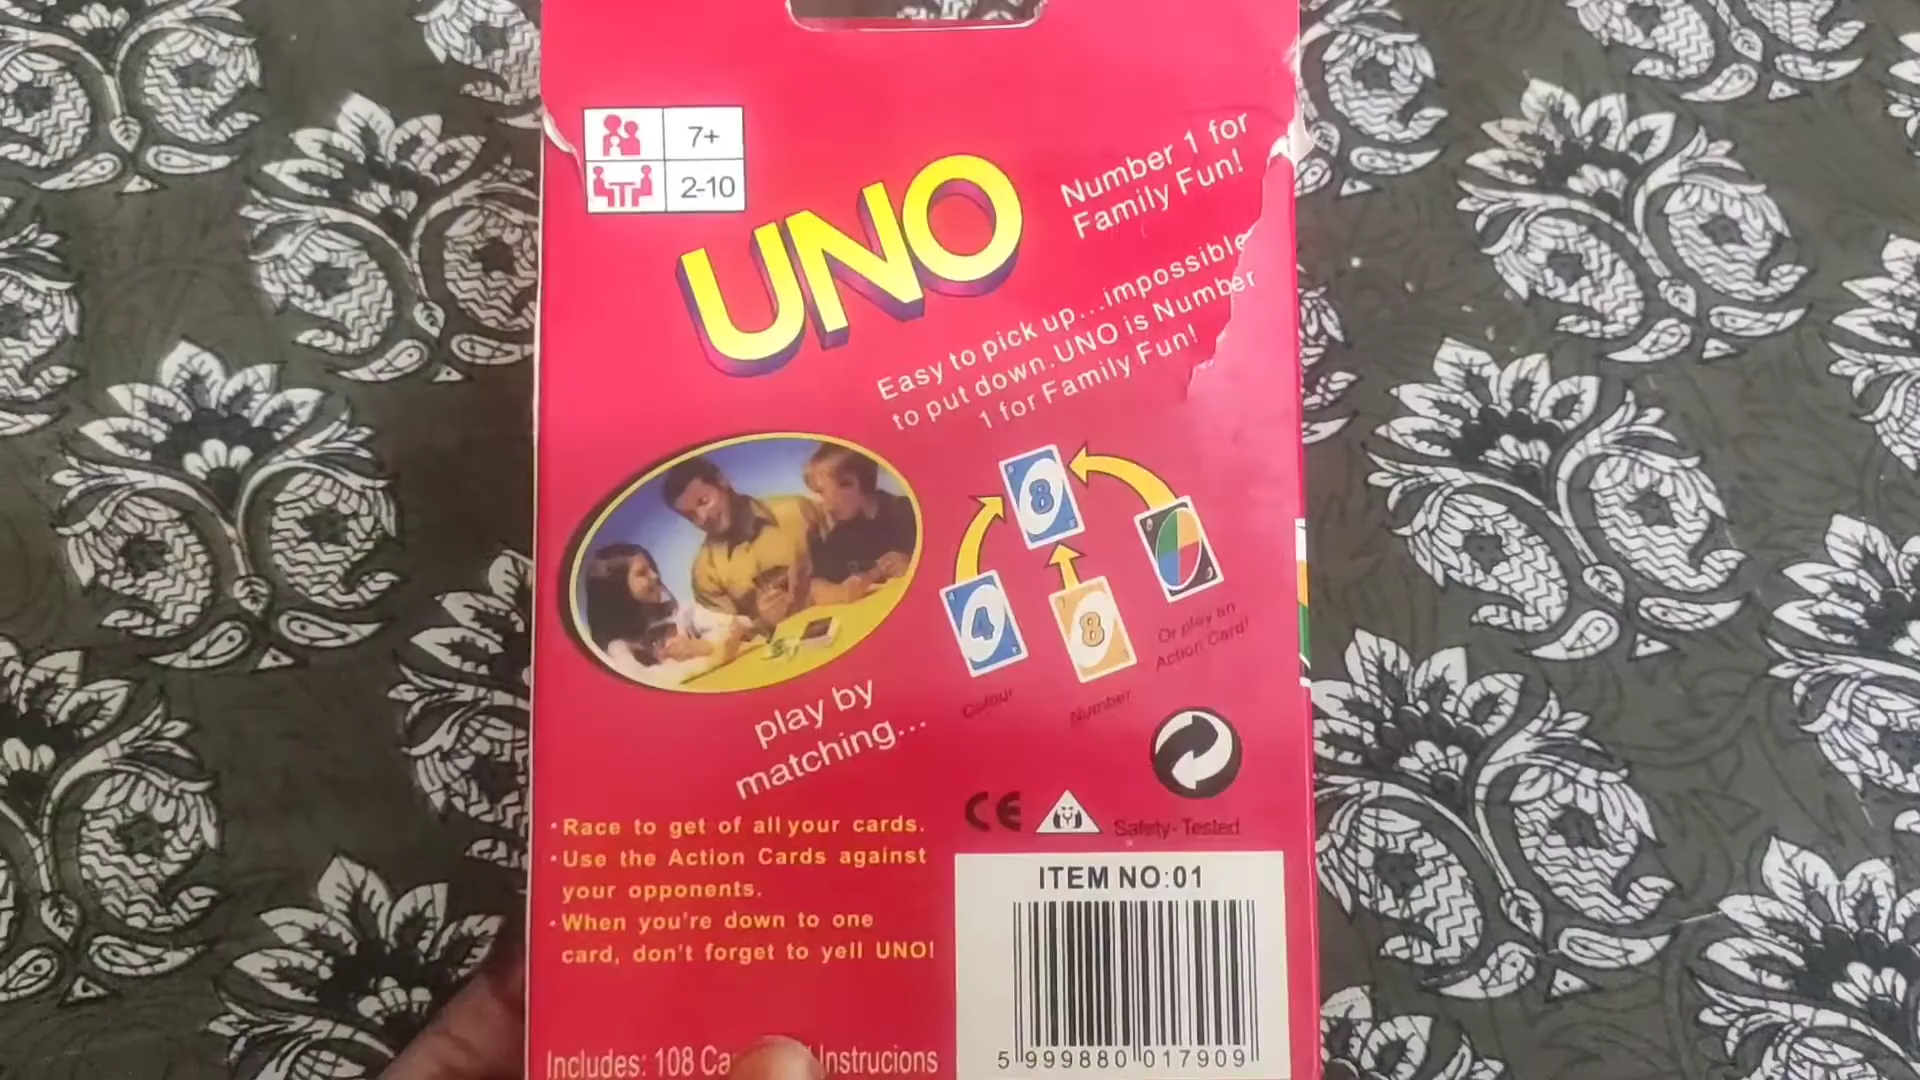 7+
2-10
UNO
Number 1 for
Family Fun!
Easy to pick up...impossible
to put down.UNO is Number
1 for Family Fun!
8
4
8
Colour
Number
Or play an
Action Card!
play by
matching...
•Race to get of all your cards.
•Use the Action Cards against
your opponents.
•When you're down to one
card, don't forget to yell UNO!
CE
Safety-Tested
ITEM NO:01
5 999880 017909
Includes: 108 Instrucions